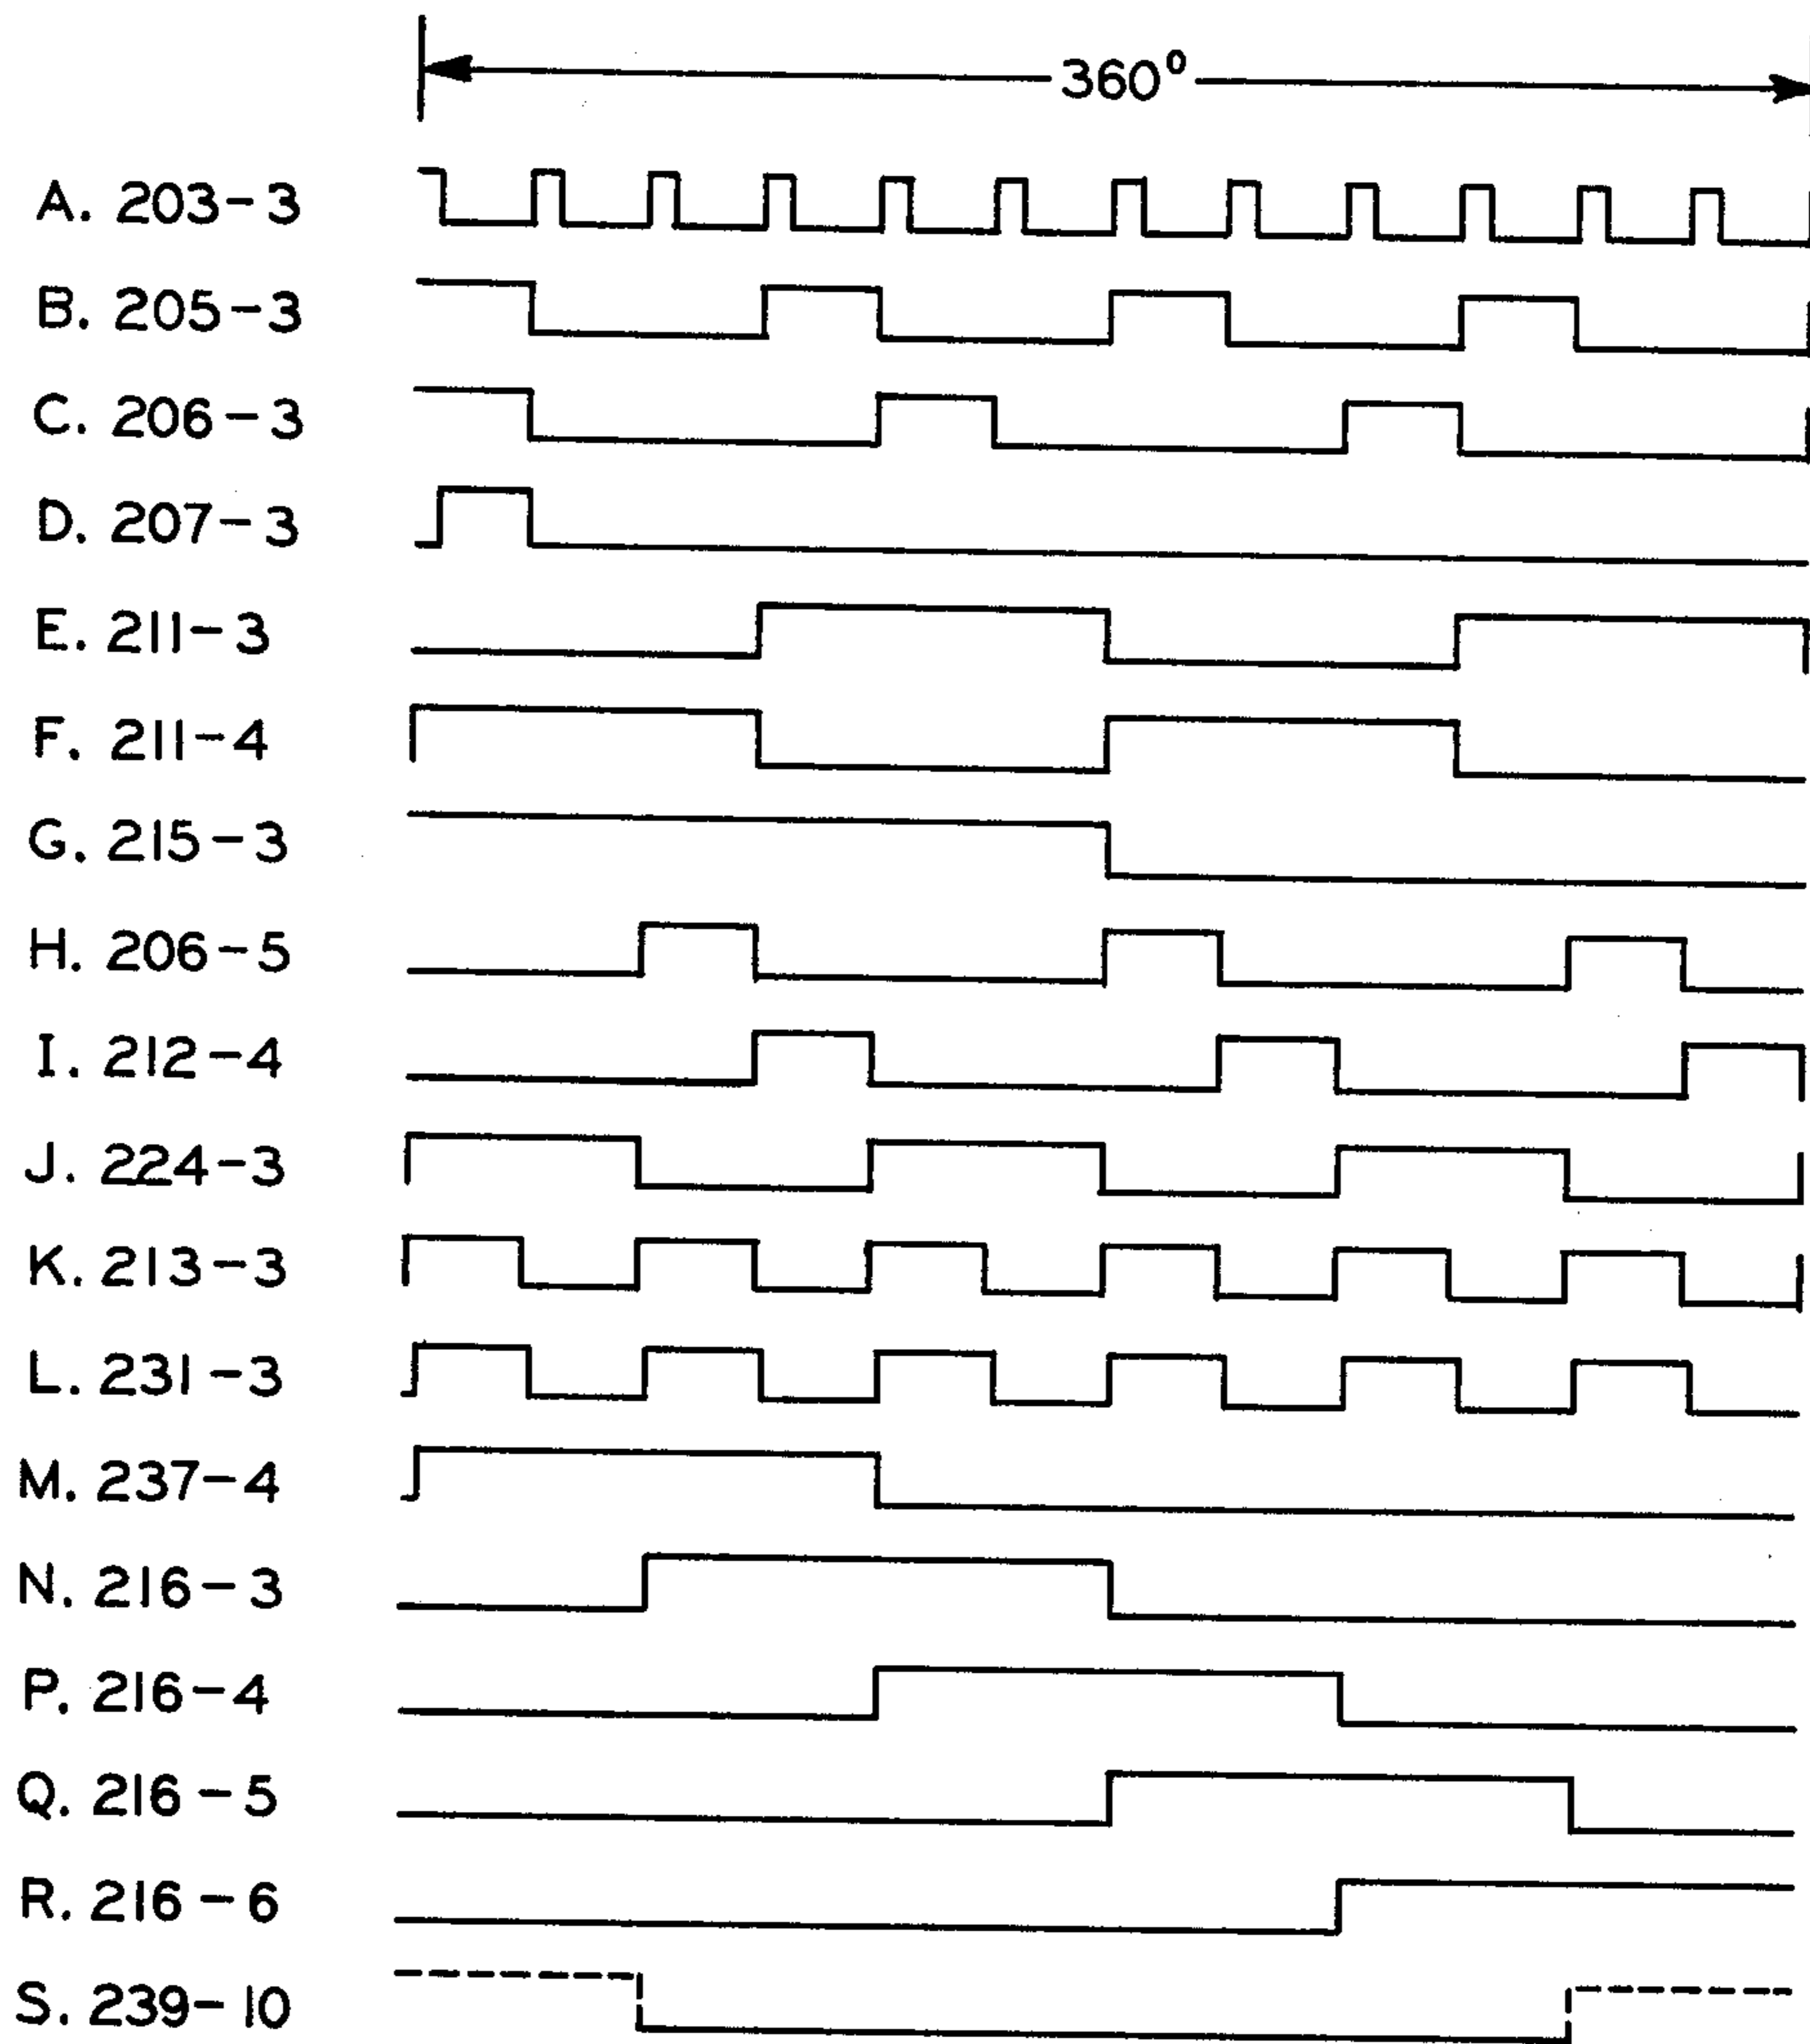 360°
A. 203-3
B. 205-3
C. 206-3
D. 207-3
E. 211-3
F. 211-4
G. 215-3
H. 206-5
I. 212-4
J. 224-3
K. 213-3
L. 231-3
M. 237-4
N. 216-3
P. 216-4
Q. 216-5
R. 216-6
S. 239-10